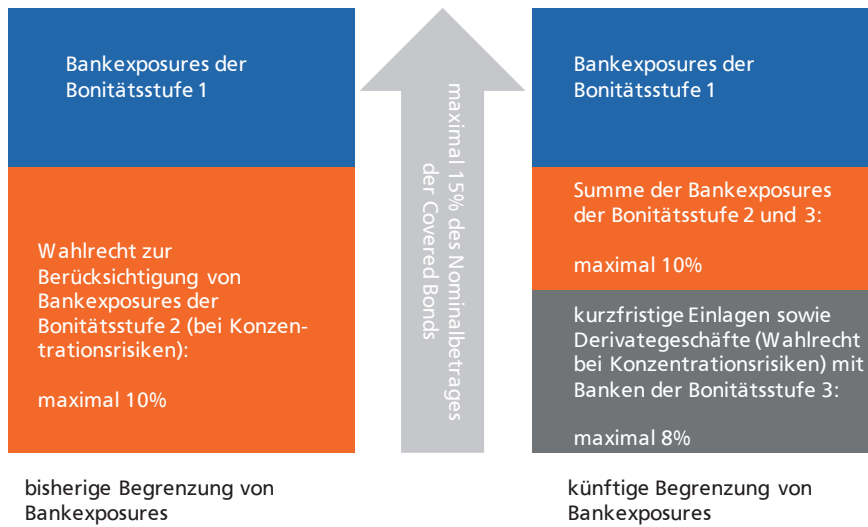 Bankexposures der
Bonitätsstufe 1
Wahlrecht zur
Berücksichtigung von
Bankexposures der
Bonitätsstufe 2 (bei Konzen-
trationsrisiken):
maximal 10%
bisherige Begrenzung von
Bankexposures
maximal 15% des Nominalbetrages
der Covered Bonds
Bankexposures der
Bonitätsstufe 1
Summe der Bankexposures
der Bonitätsstufe 2 und 3:
maximal 10%
kurzfristige Einlagen sowie
Derivategeschäfte (Wahlrecht
bei Konzentrationsrisiken) mit
Banken der Bonitätsstufe 3:
maximal 8%
künftige Begrenzung von
Bankexposures